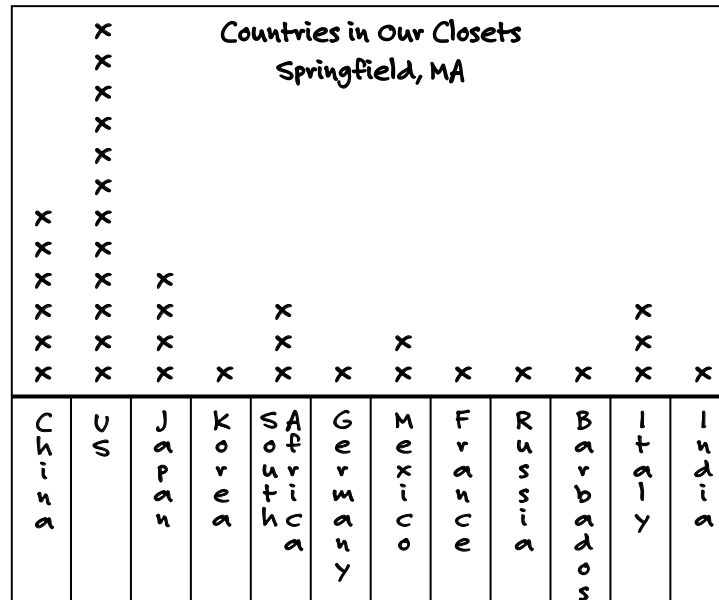 Countries in Our Closets
Springfield, MA
China
US
Japan
Korea
South Africa
Germany
Mexico
France
Russia
Barbados
Italy
India